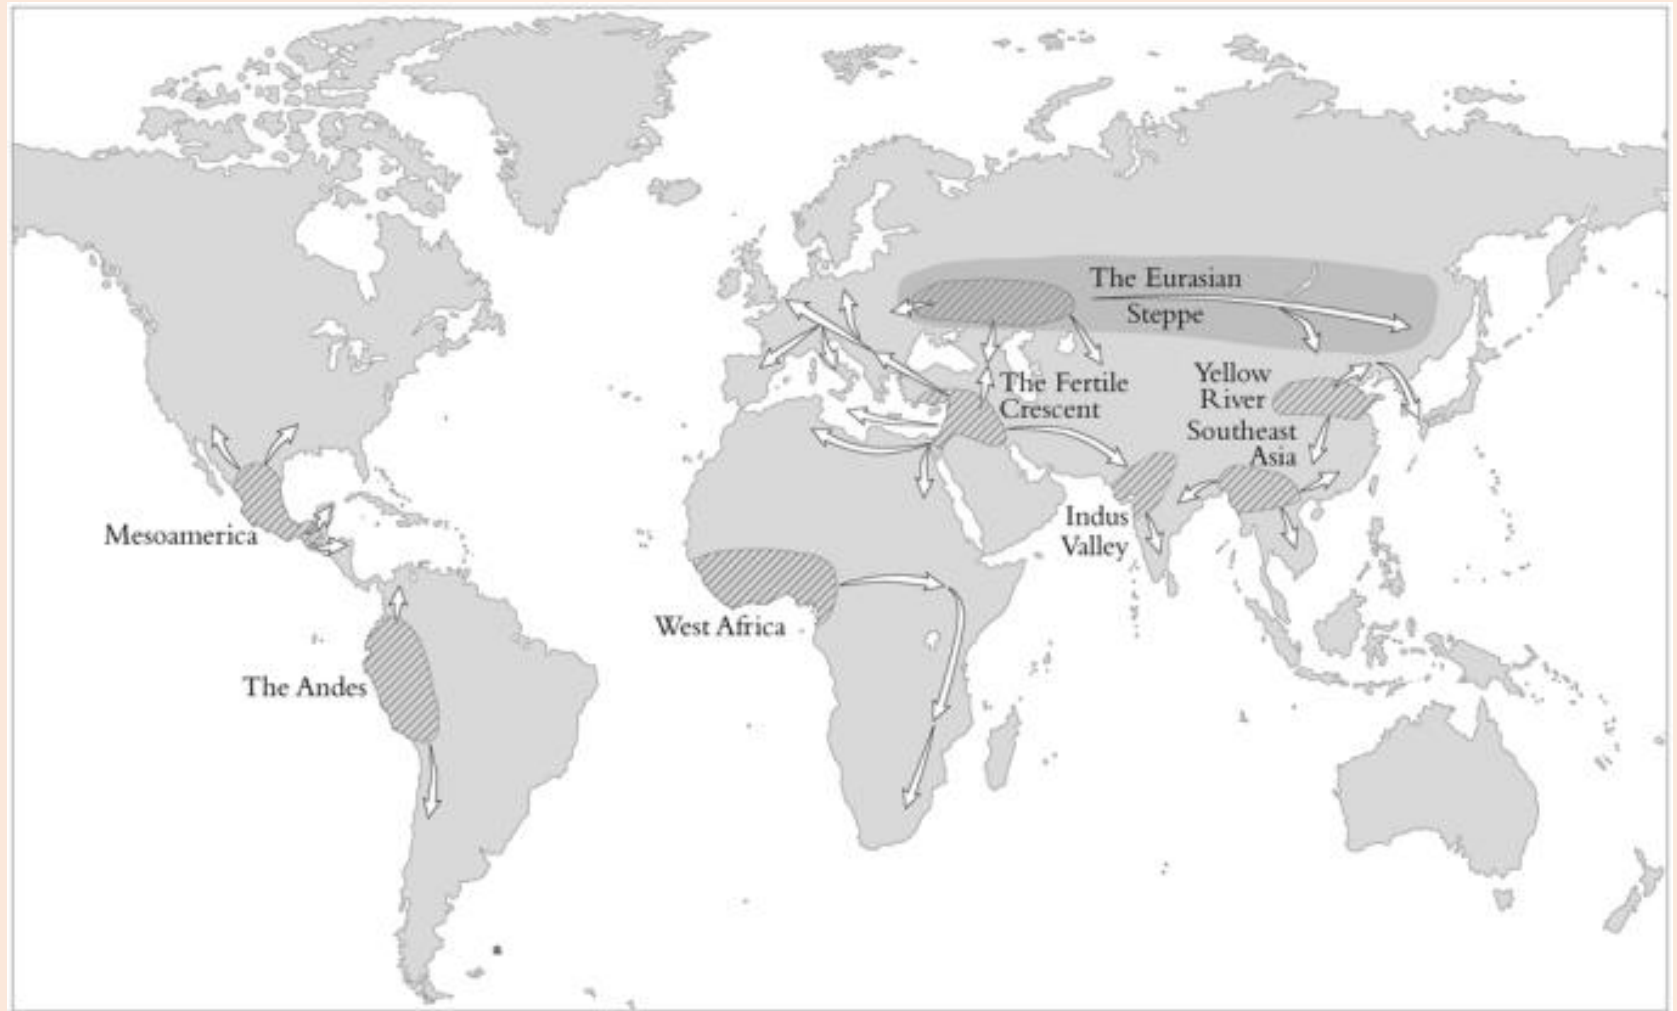 The Eurasian
Steppe
The Fertile
Crescent
Yellow
River
Southeast
Asia
Indus
Valley
Mesoamerica
West Africa
The Andes